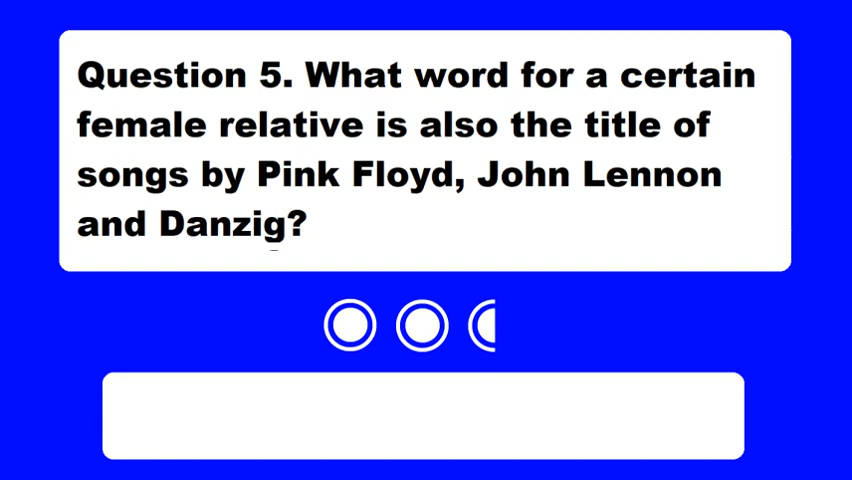 Question 5. What word for a certain
female relative is also the title of
songs by Pink Floyd, John Lennon
and Danzig?